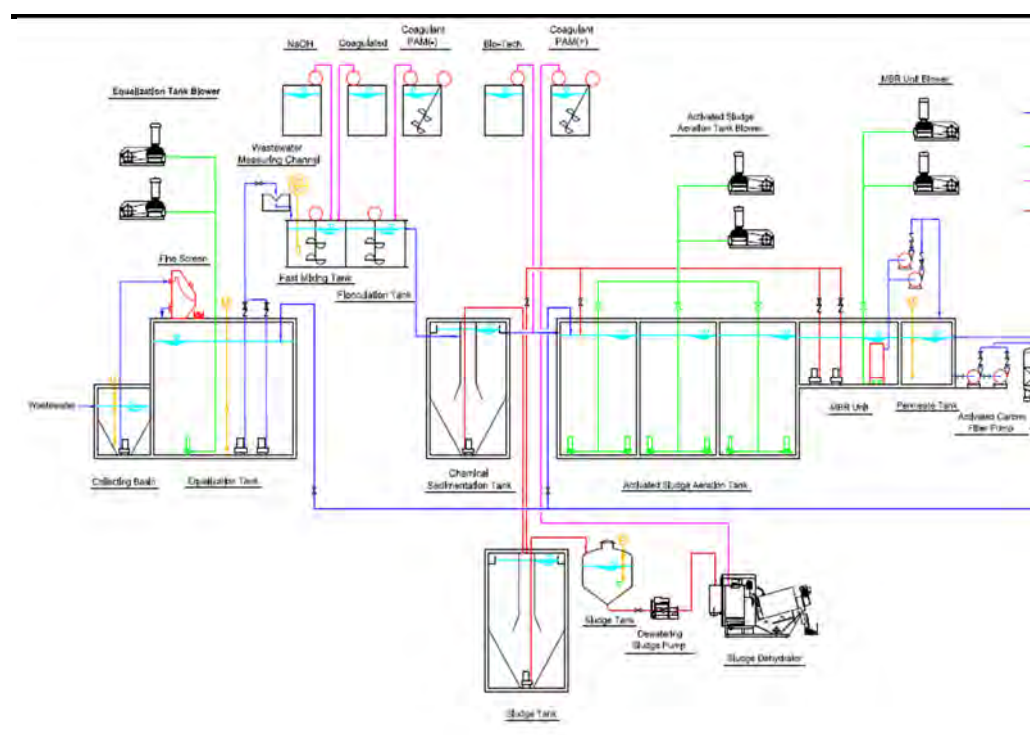 NaOH
Coagulated
Coagulant
PAM(-)
Bio-Tech
Coagulant
PAM(+)
MBR Unit Blower
Equalization Tank Blower
Activated Sludge
Aeration Tank Blower
Wastewater
Measuring Channel
Fine Screen
Fast Mixing Tank
Flonculation Tank
Wastewater
MBR Unit
Permeate Tank
Activated Carbon
Filter Pump
Collecting Basin
Equalization Tank
Chemical
Sedimentation Tank
Activated Sludge Aeration Tank
Sludge Tank
Dewatering
Sludge Pump
Sludge Dehydrater
Sludge Tank